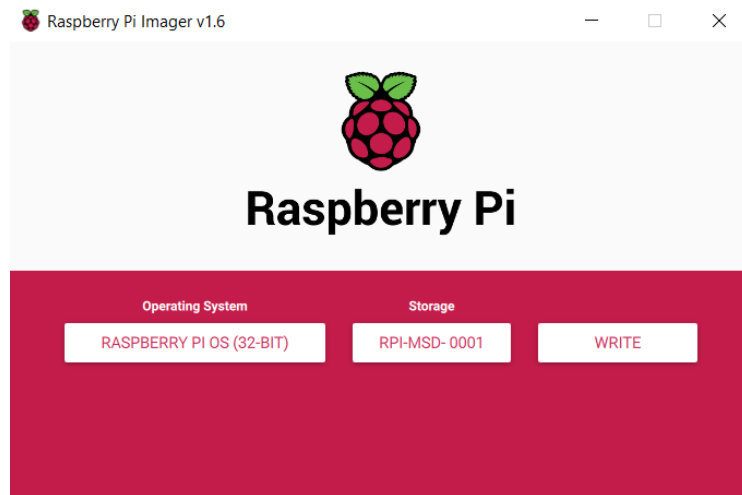 Raspberry Pi Imager v1.6
Raspberry Pi
Operating System
Storage
RASPBERRY PI OS (32-BIT)
RPI-MSD- 0001
WRITE